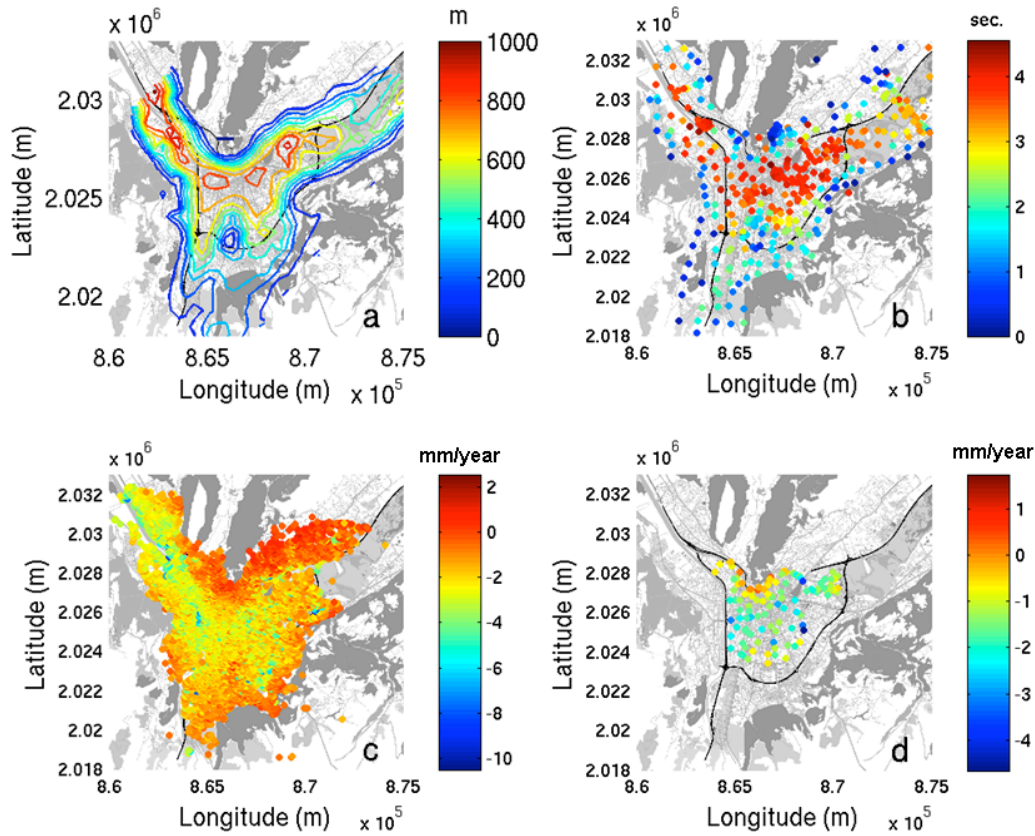 x 10^6
m
1000
800
600
400
200
0
2.03
2.025
2.02
Latitude (m)
8.6
8.65
8.7
8.75
Longitude (m)
x 10^5
a
x 10^6
sec.
4
3
2
1
0
2.032
2.03
2.028
2.026
2.024
2.022
2.02
2.018
Latitude (m)
8.6
8.65
8.7
8.75
Longitude (m)
x 10^5
b
x 10^6
mm/year
2
0
-2
-4
-6
-8
-10
2.032
2.03
2.028
2.026
2.024
2.022
2.02
2.018
Latitude (m)
8.6
8.65
8.7
8.75
Longitude (m)
x 10^5
c
x 10^6
mm/year
1
0
-1
-2
-3
-4
2.032
2.03
2.028
2.026
2.024
2.022
2.02
2.018
Latitude (m)
8.6
8.65
8.7
8.75
Longitude (m)
x 10^5
d